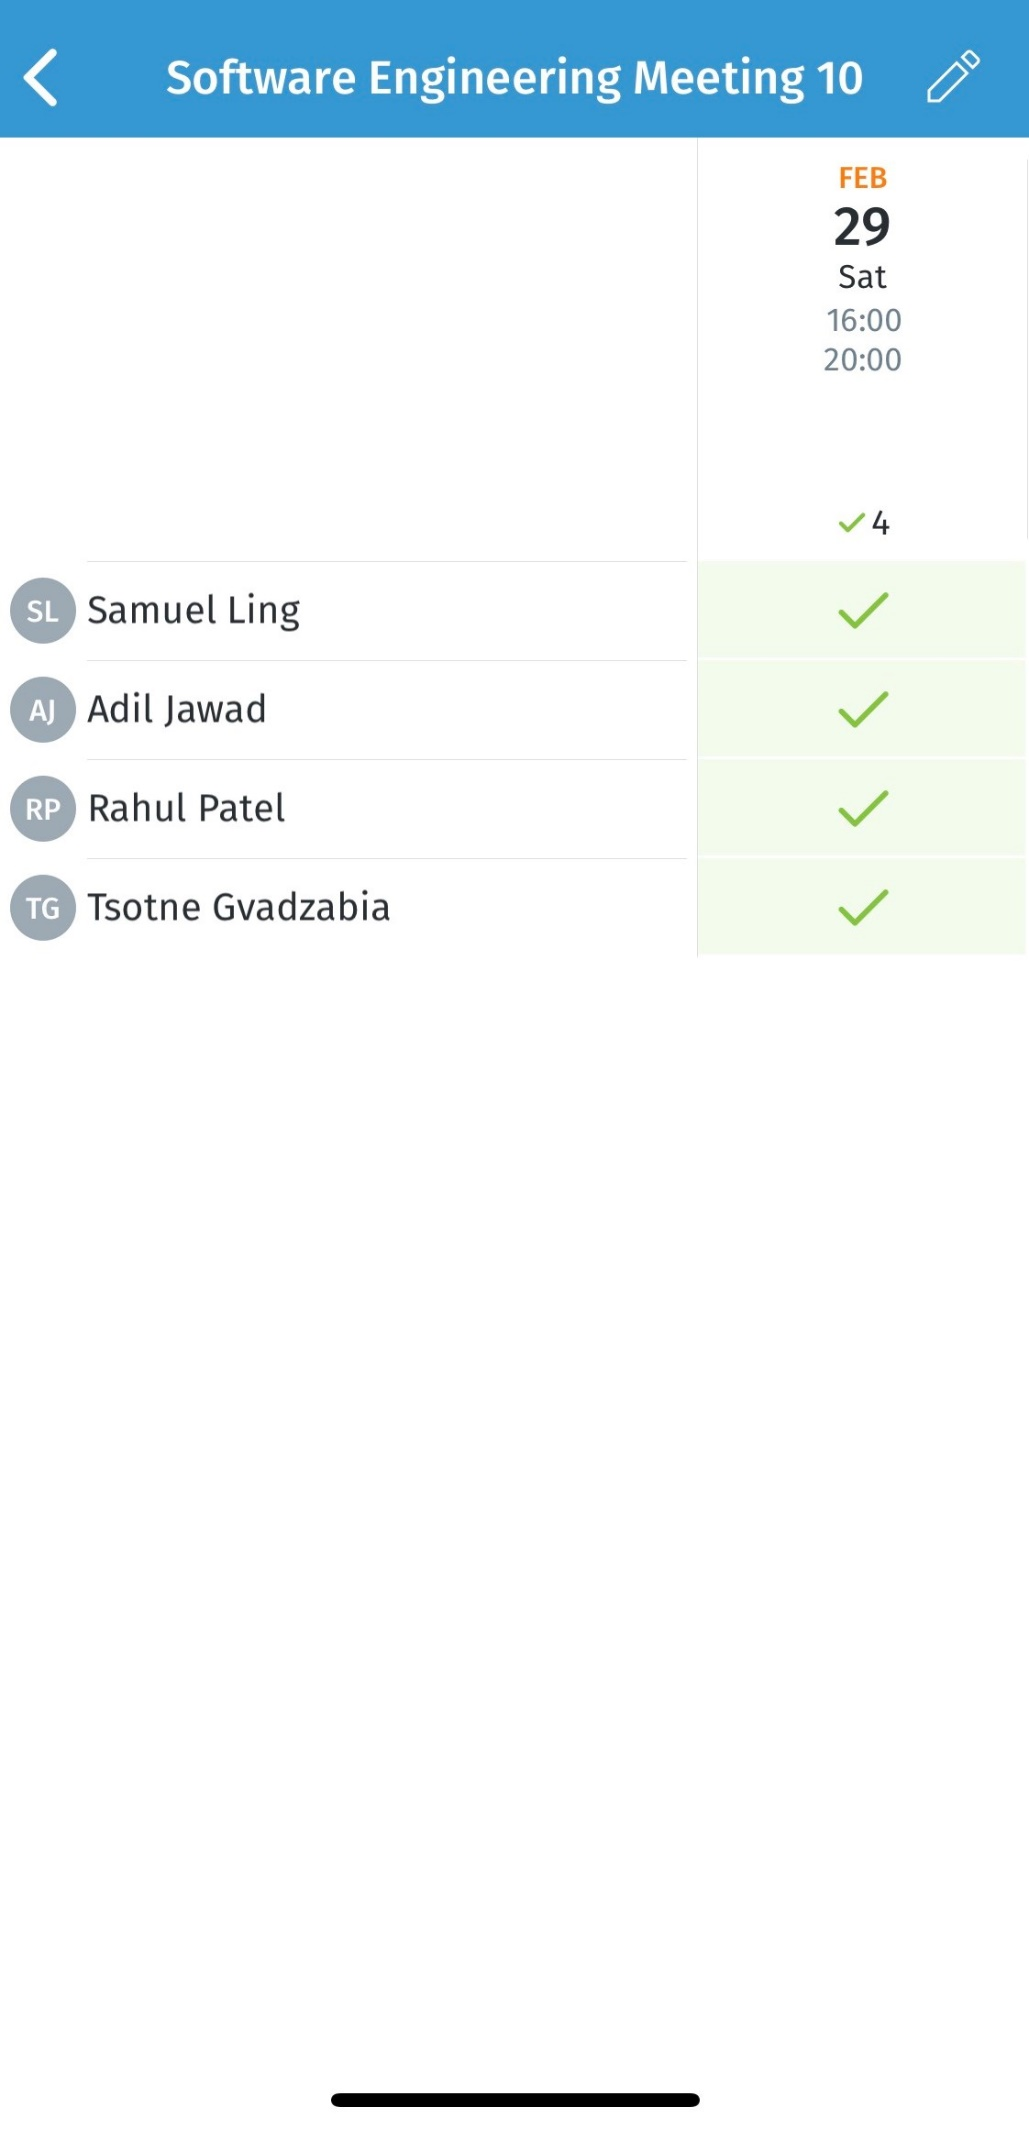 Software Engineering Meeting 10
FEB
29
Sat
16:00
20:00
4
SL Samuel Ling
AJ Adil Jawad
RP Rahul Patel
TG Tsotne Gvadzabia